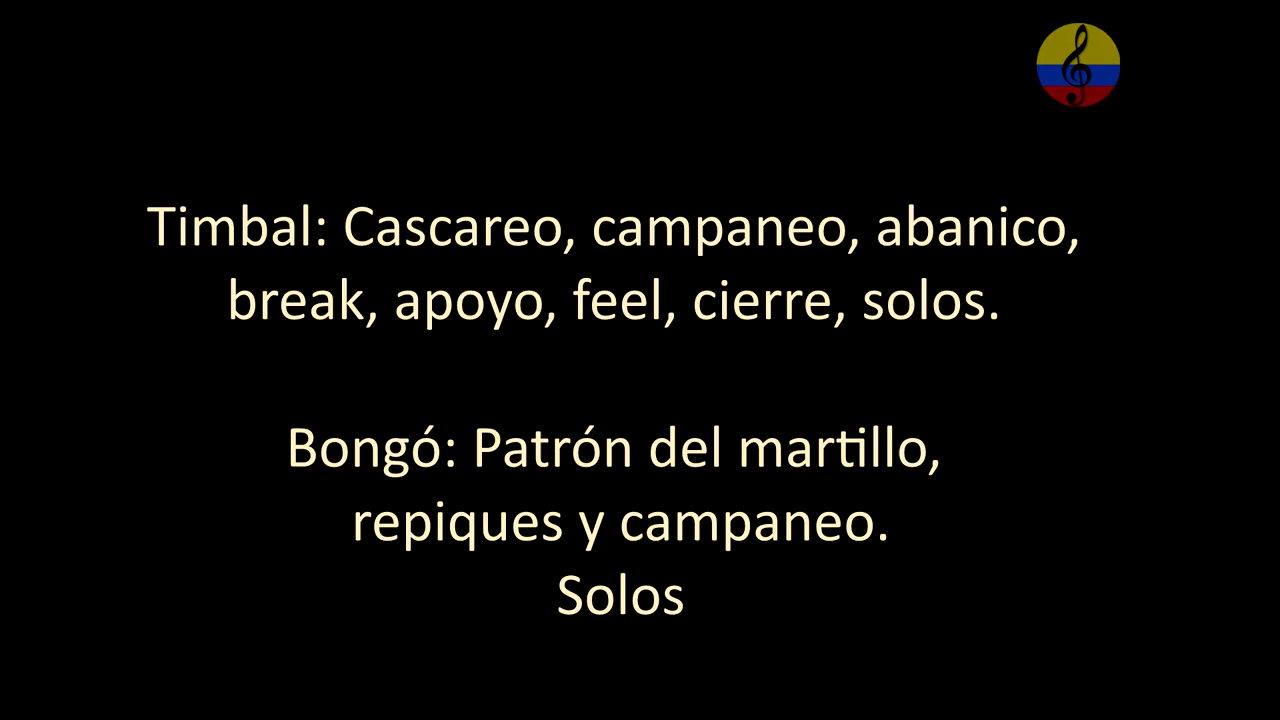 Timbal: Cascareo, campaneo, abanico,
break, apoyo, feel, cierre, solos.
Bongó: Patrón del martillo,
repiques y campaneo.
Solos